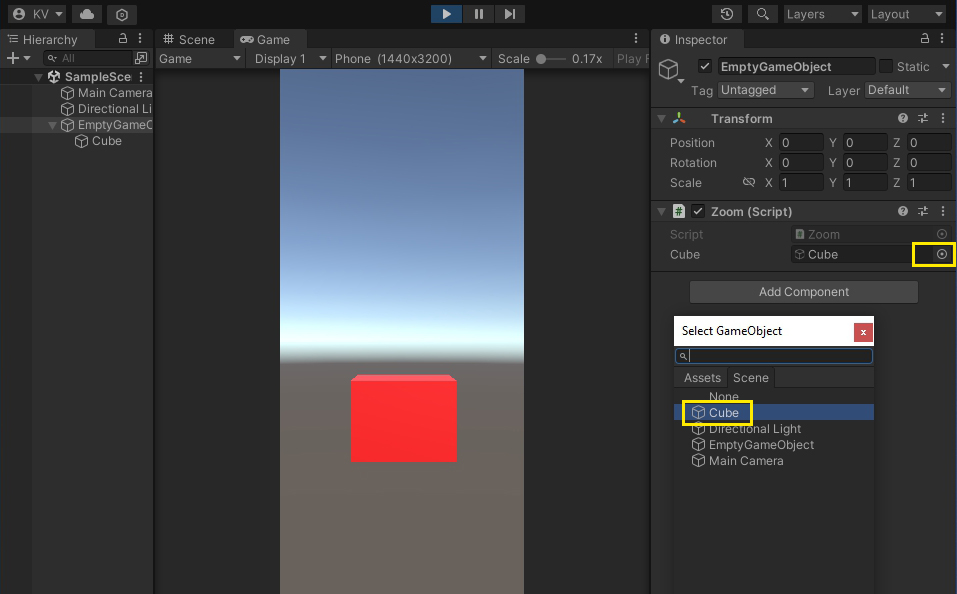 KV
Layers
Layout
Hierarchy
Scene
Game
Inspector
All
Game
Display 1
Phone (1440x3200)
Scale
0.17x
Play F
SampleSce
Main Camera
Directional Li
EmptyGameO
Cube
EmptyGameObject
Static
Tag
Untagged
Layer
Default
Transform
Position X 0 Y 0 Z 0
Rotation X 0 Y 0 Z 0
Scale X 1 Y 1 Z 1
# Zoom (Script)
Script
Zoom
Cube
Cube
Add Component
Select GameObject
x
Assets
Scene
None
Cube
Directional Light
EmptyGameObject
Main Camera